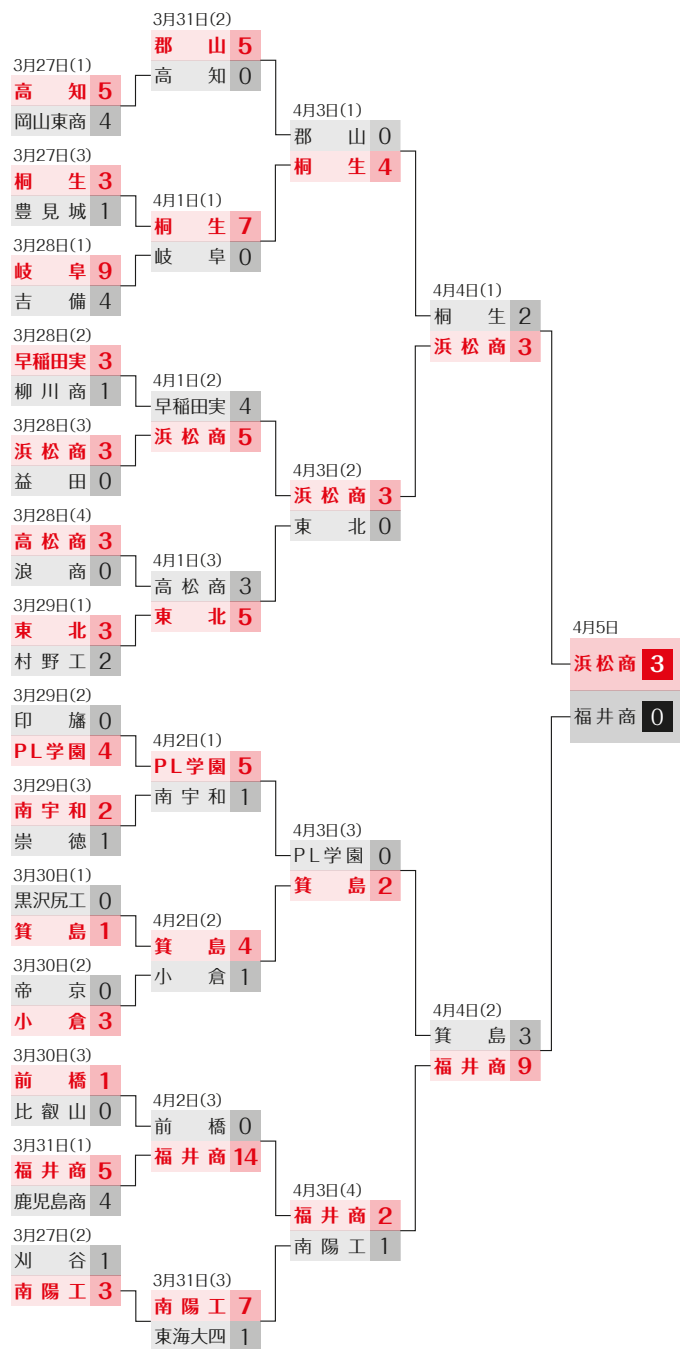 3月27日(1)
高知 5
岡山東商 4
3月27日(3)
桐生 3
豊見城 1
3月28日(1)
岐阜 9
吉備 4
3月28日(2)
早稲田実 3
柳川商 1
3月28日(3)
浜松商 3
益田 0
3月28日(4)
高松商 3
浪商 0
3月29日(1)
東北 3
村野工 2
3月29日(2)
印旛 0
PL学園 4
3月29日(3)
南宇和 2
崇徳 1
3月30日(1)
黒沢尻工 0
箕島 1
3月30日(2)
帝京 0
小倉 3
3月30日(3)
前橋 1
比叡山 0
3月31日(1)
福井商 5
鹿児島商 4
3月27日(2)
刈谷 1
南陽工 3
3月31日(2)
郡山 5
高知 0
4月1日(1)
桐生 7
岐阜 0
4月1日(2)
早稲田実 4
浜松商 5
4月1日(3)
高松商 3
東北 5
4月2日(1)
PL学園 5
南宇和 1
4月2日(2)
箕島 4
小倉 1
4月2日(3)
前橋 0
福井商 14
3月31日(3)
南陽工 7
東海大四 1
4月3日(1)
郡山 0
桐生 4
4月3日(2)
浜松商 3
東北 0
4月3日(3)
PL学園 0
箕島 2
4月3日(4)
福井商 2
南陽工 1
4月4日(1)
桐生 2
浜松商 3
4月4日(2)
箕島 3
福井商 9
4月5日
浜松商 3
福井商 0